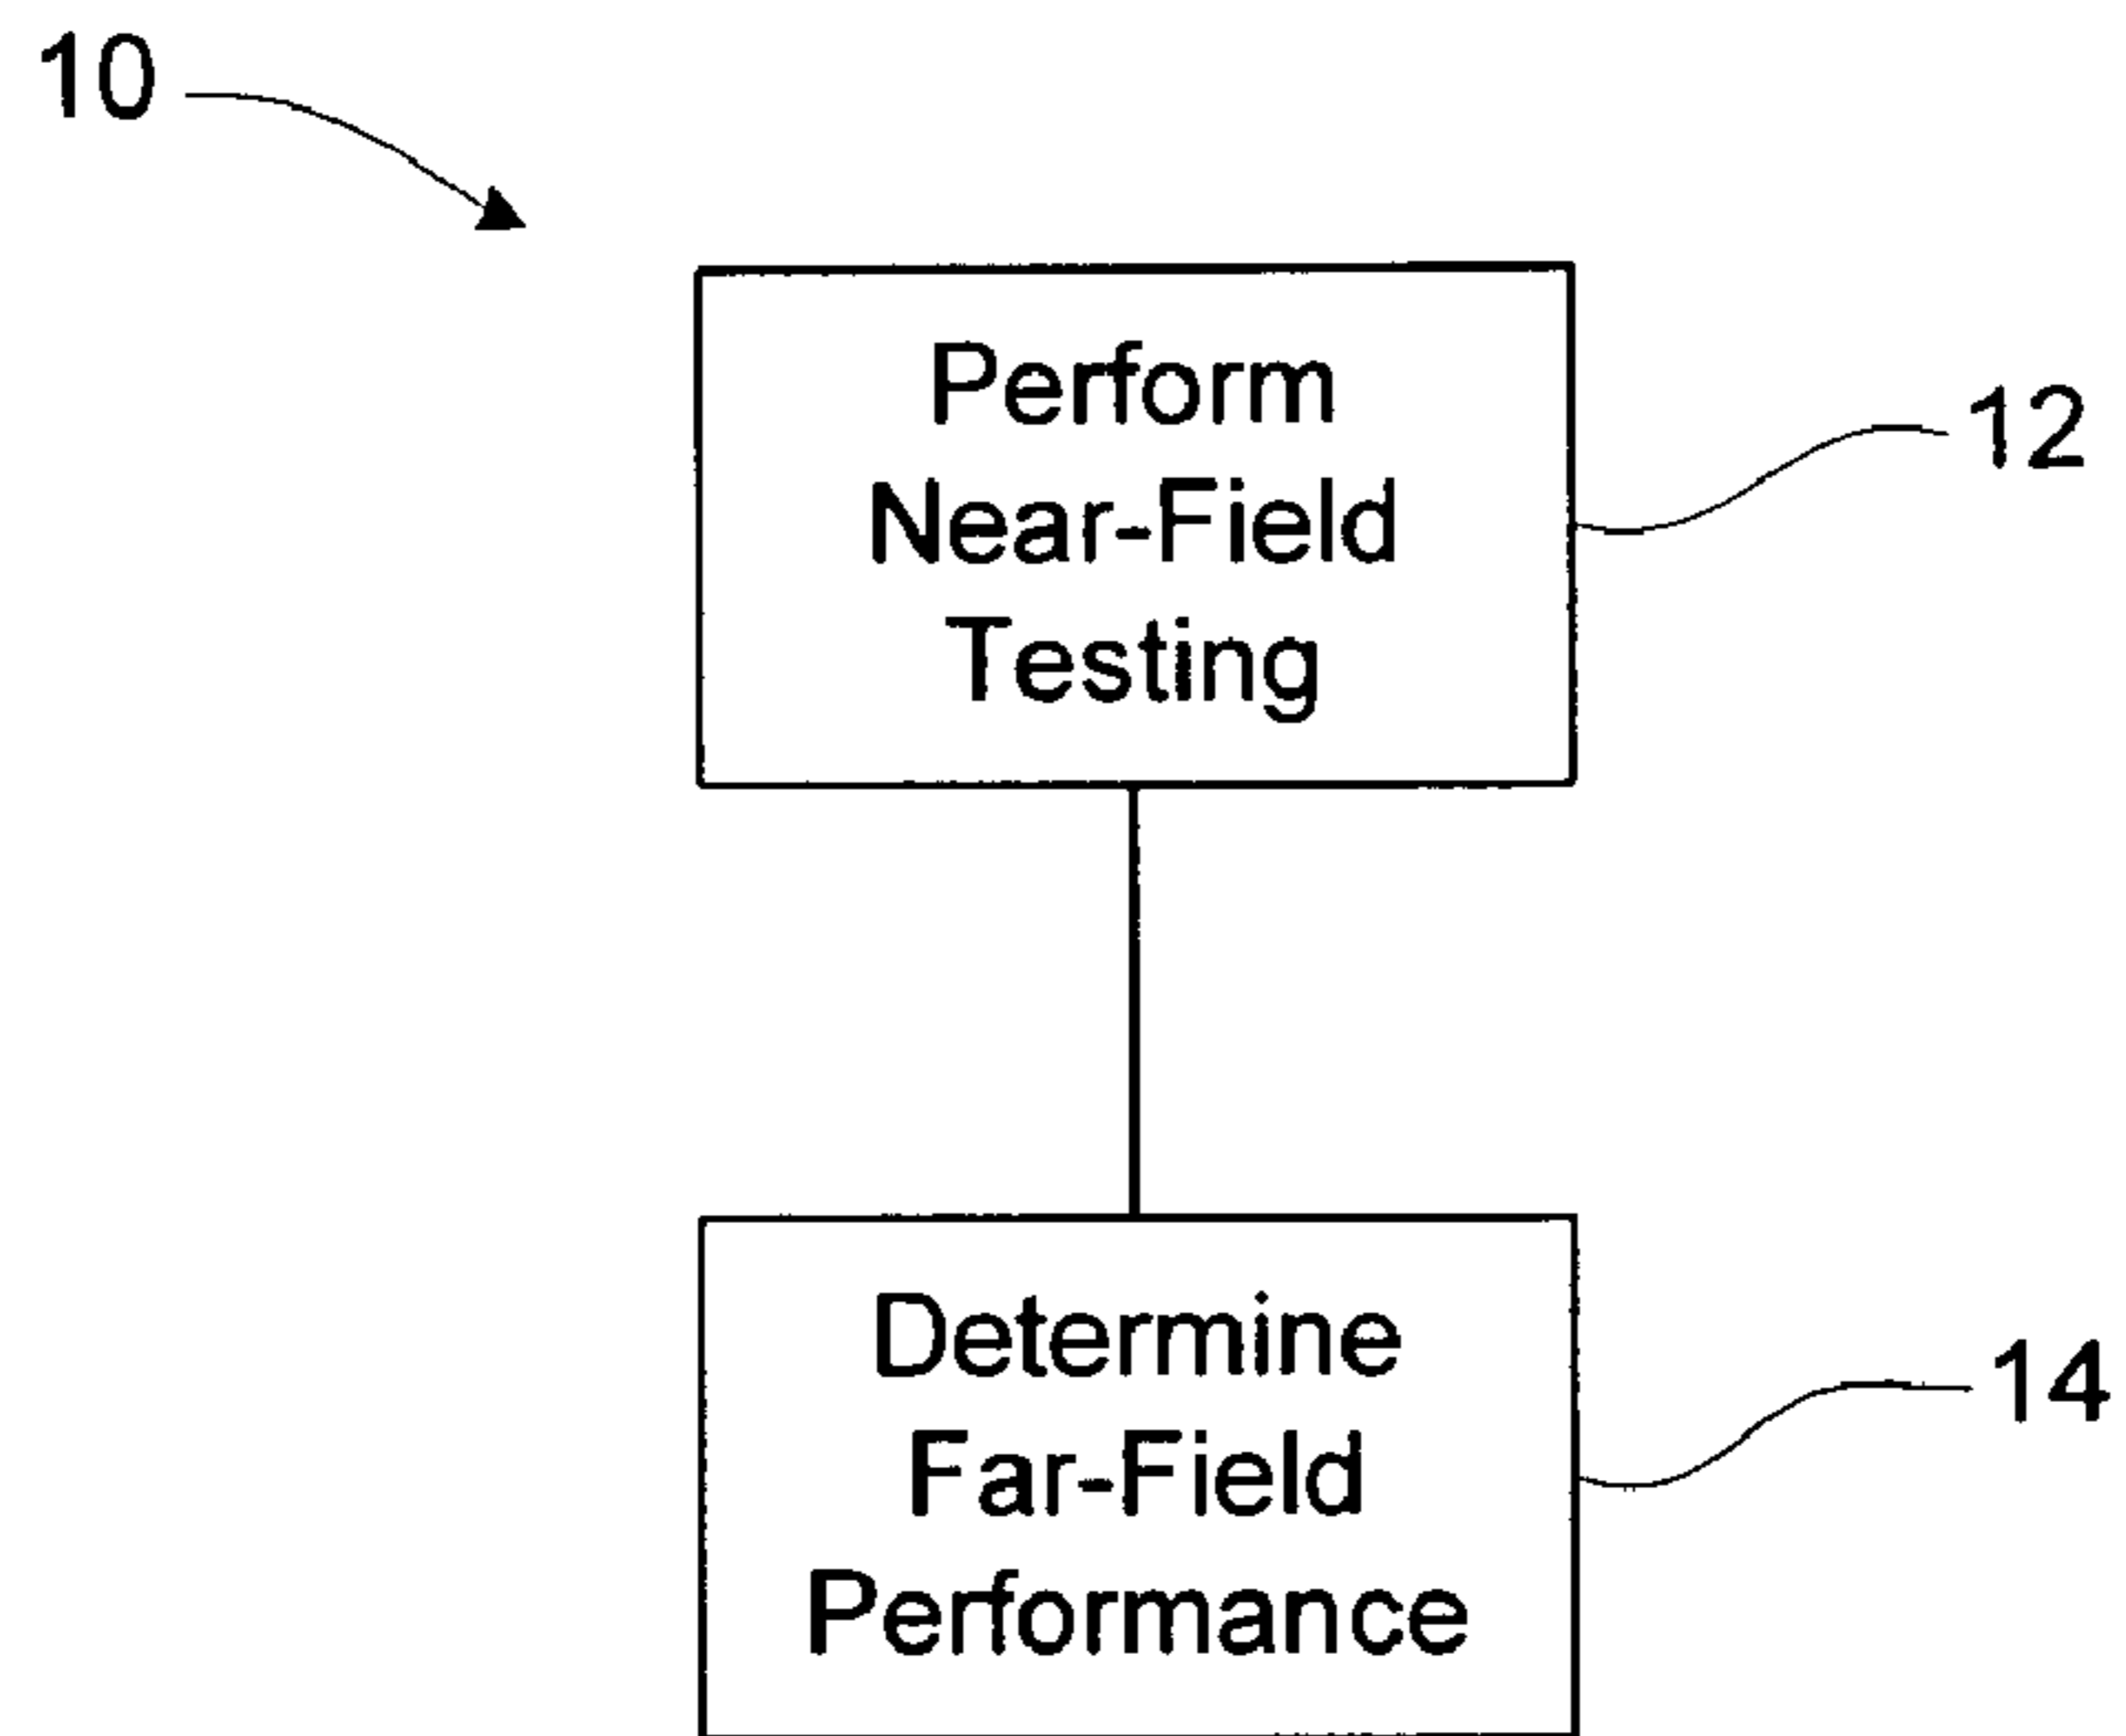 10
Perform
Near-Field
Testing
12
Determine
Far-Field
Performance
14